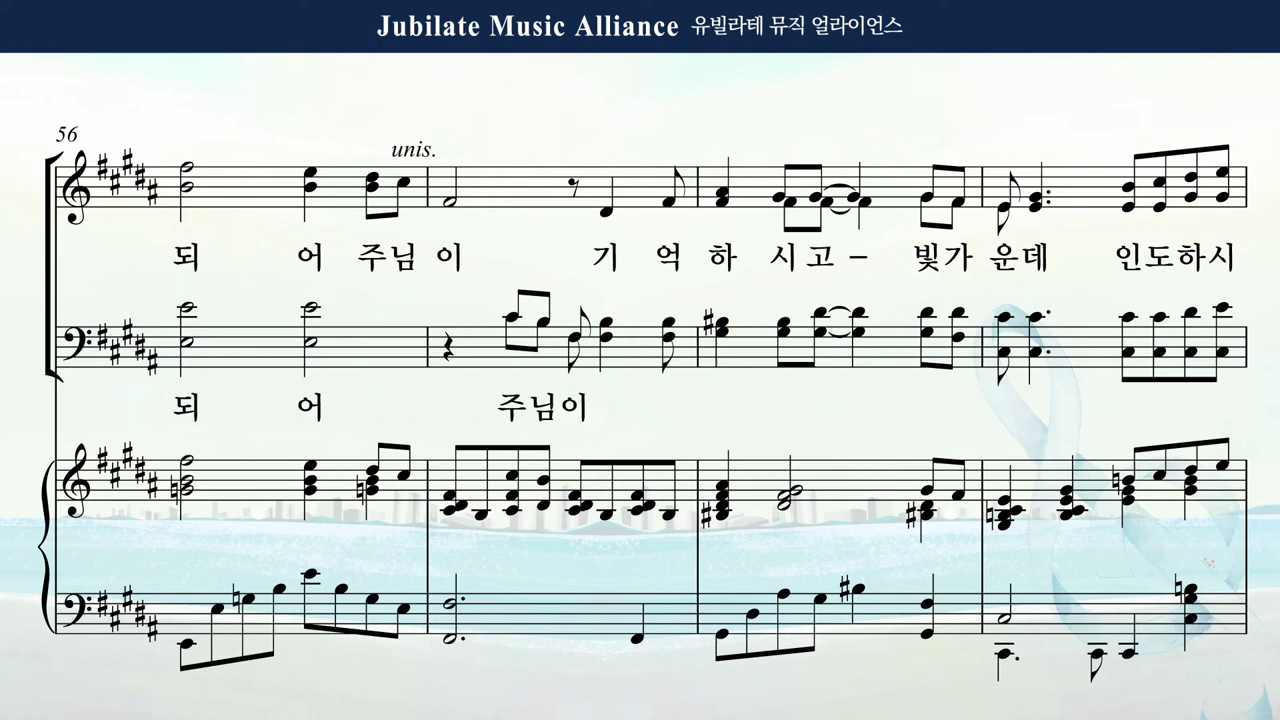 Jubilate Music Alliance 유빌라테 뮤직 얼라이언스
56
unis.
되 어 주님 이 기 억 하 시 고 – 빛가 운데 인도하시
되 어 주님이